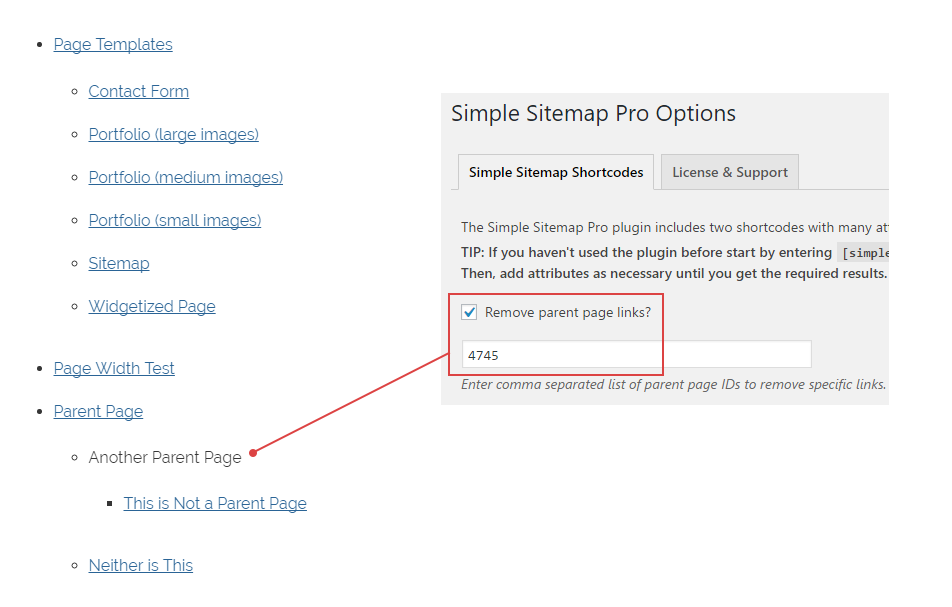 Page Templates
Contact Form
Portfolio (large images)
Portfolio (medium images)
Portfolio (small images)
Sitemap
Widgetized Page
Page Width Test
Parent Page
Another Parent Page
This is Not a Parent Page
Neither is This
Simple Sitemap Pro Options
Simple Sitemap Shortcodes
License & Support
The Simple Sitemap Pro plugin includes two shortcodes with many at
TIP: If you haven't used the plugin before start by entering [simple
Then, add attributes as necessary until you get the required results.
Remove parent page links?
4745
Enter comma separated list of parent page IDs to remove specific links.